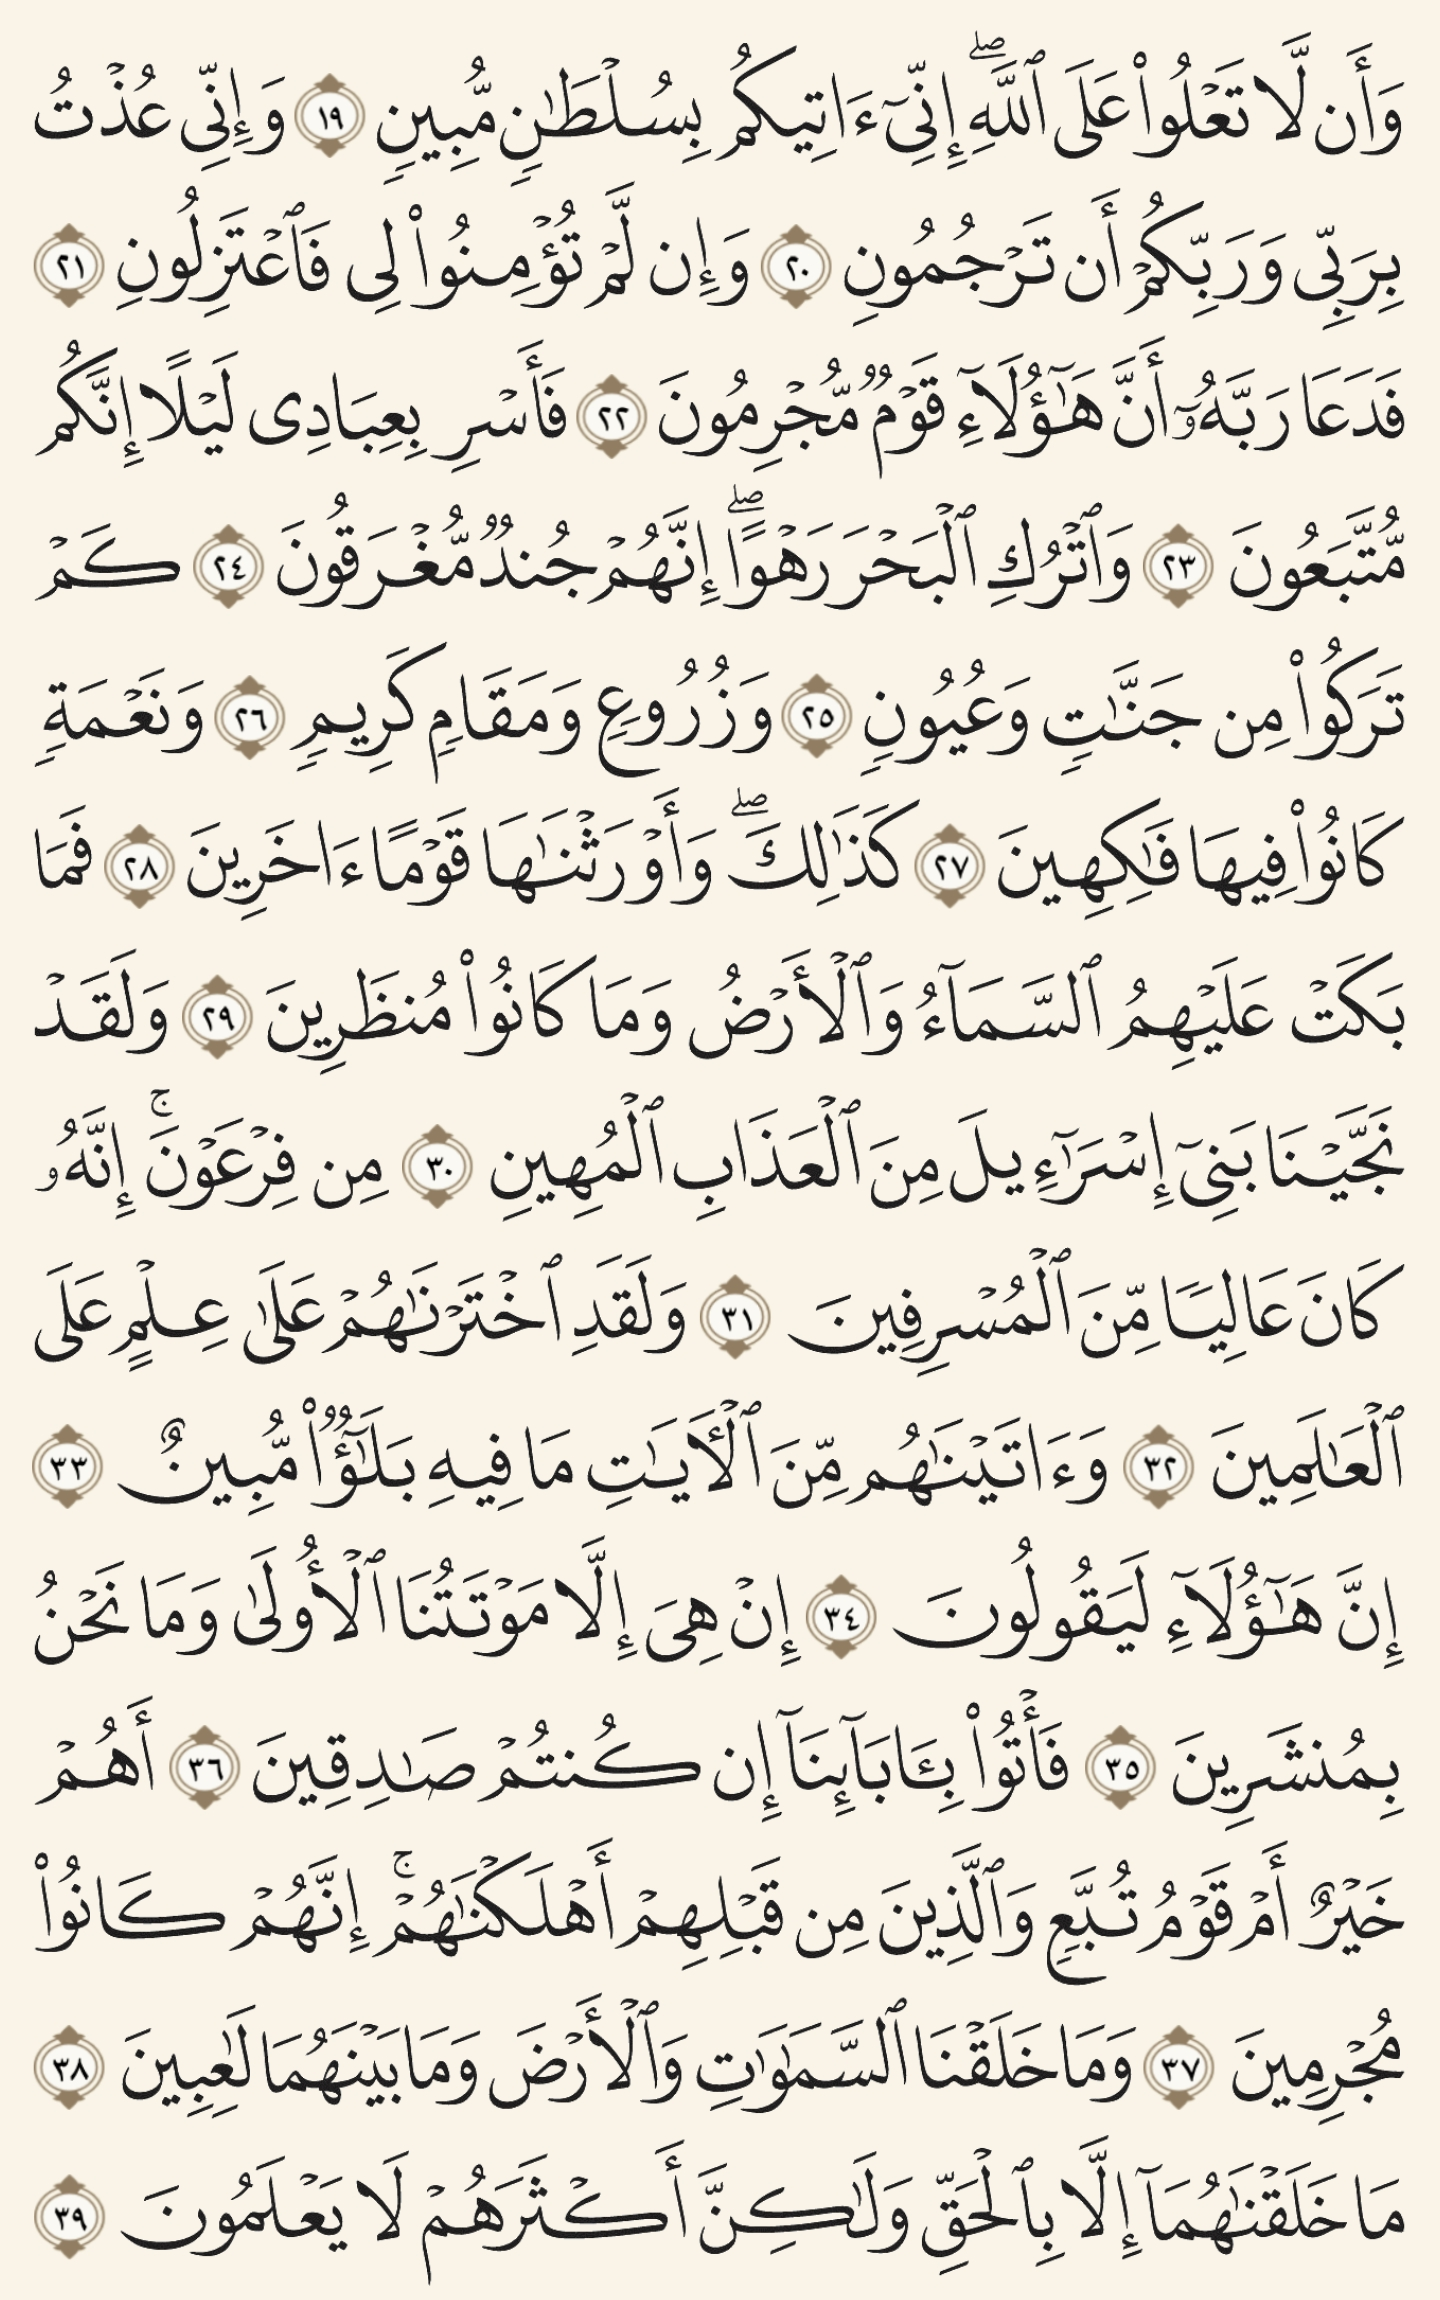 وَأَن لَّا تَعْلُوا۟ عَلَى ٱللَّهِ ۖ إِنِّىٓ ءَاتِيكُم بِسُلْطَـٰنٍ مُّبِينٍ ١٩ وَإِنِّى عُذْتُ
بِرَبِّى وَرَبِّكُمْ أَن تَرْجُمُونِ ٢٠ وَإِن لَّمْ تُؤْمِنُوا۟ لِى فَٱعْتَزِلُونِ ٢١
فَدَعَا رَبَّهُۥٓ أَنَّ هَـٰٓؤُلَآءِ قَوْمٌ مُّجْرِمُونَ ٢٢ فَأَسْرِ بِعِبَادِى لَيْلًا إِنَّكُم
مُّتَّبَعُونَ ٢٣ وَٱتْرُكِ ٱلْبَحْرَ رَهْوًا ۖ إِنَّهُمْ جُندٌ مُّغْرَقُونَ ٢٤ كَمْ
تَرَكُوا۟ مِن جَنَّـٰتٍ وَعُيُونٍ ٢٥ وَزُرُوعٍ وَمَقَامٍ كَرِيمٍ ٢٦ وَنَعْمَةٍ
كَانُوا۟ فِيهَا فَـٰكِهِينَ ٢٧ كَذَٰلِكَ ۖ وَأَوْرَثْنَـٰهَا قَوْمًا ءَاخَرِينَ ٢٨ فَمَا
بَكَتْ عَلَيْهِمُ ٱلسَّمَآءُ وَٱلْأَرْضُ وَمَا كَانُوا۟ مُنظَرِينَ ٢٩ وَلَقَدْ
نَجَّيْنَا بَنِىٓ إِسْرَٰٓءِيلَ مِنَ ٱلْعَذَابِ ٱلْمُهِينِ ٣٠ مِن فِرْعَوْنَ ۚ إِنَّهُۥ
كَانَ عَالِيًا مِّنَ ٱلْمُسْرِفِينَ ٣١ وَلَقَدِ ٱخْتَرْنَـٰهُمْ عَلَىٰ عِلْمٍ عَلَى
ٱلْعَـٰلَمِينَ ٣٢ وَءَاتَيْنَـٰهُم مِّنَ ٱلْـَٔايَـٰتِ مَا فِيهِ بَلَـٰٓؤٌا۟ مُّبِينٌ ٣٣
إِنَّ هَـٰٓؤُلَآءِ لَيَقُولُونَ ٣٤ إِنْ هِىَ إِلَّا مَوْتَتُنَا ٱلْأُولَىٰ وَمَا نَحْنُ
بِمُنشَرِينَ ٣٥ فَأْتُوا۟ بِـَٔابَآئِنَآ إِن كُنتُمْ صَـٰدِقِينَ ٣٦ أَهُمْ
خَيْرٌ أَمْ قَوْمُ تُبَّعٍ وَٱلَّذِينَ مِن قَبْلِهِمْ أَهْلَكْنَـٰهُمْ ۚ إِنَّهُمْ كَانُوا۟
مُجْرِمِينَ ٣٧ وَمَا خَلَقْنَا ٱلسَّمَـٰوَٰتِ وَٱلْأَرْضَ وَمَا بَيْنَهُمَا لَـٰعِبِينَ ٣٨
مَا خَلَقْنَـٰهُمَآ إِلَّا بِٱلْحَقِّ وَلَـٰكِنَّ أَكْثَرَهُمْ لَا يَعْلَمُونَ ٣٩